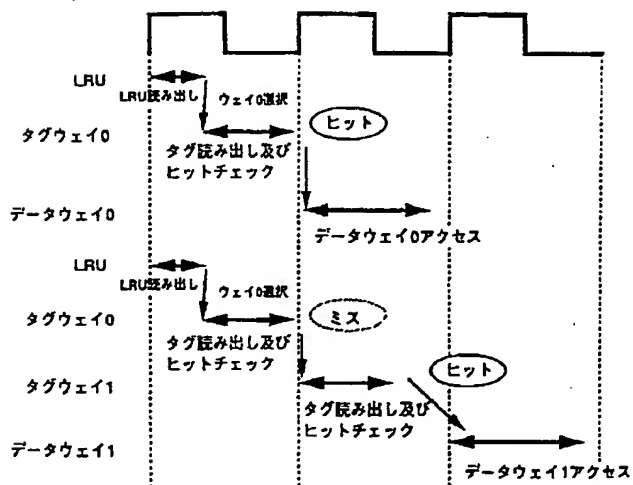 LRU
LRU読み出し
ウェイ0選択
タグウェイ0
ヒット
タグ読み出し及び
ヒットチェック
データウェイ0
データウェイ0アクセス
LRU
LRU読み出し
ウェイ0選択
タグウェイ0
ミス
タグ読み出し及び
ヒットチェック
タグウェイ1
ヒット
タグ読み出し及び
ヒットチェック
データウェイ1
データウェイ1アクセス